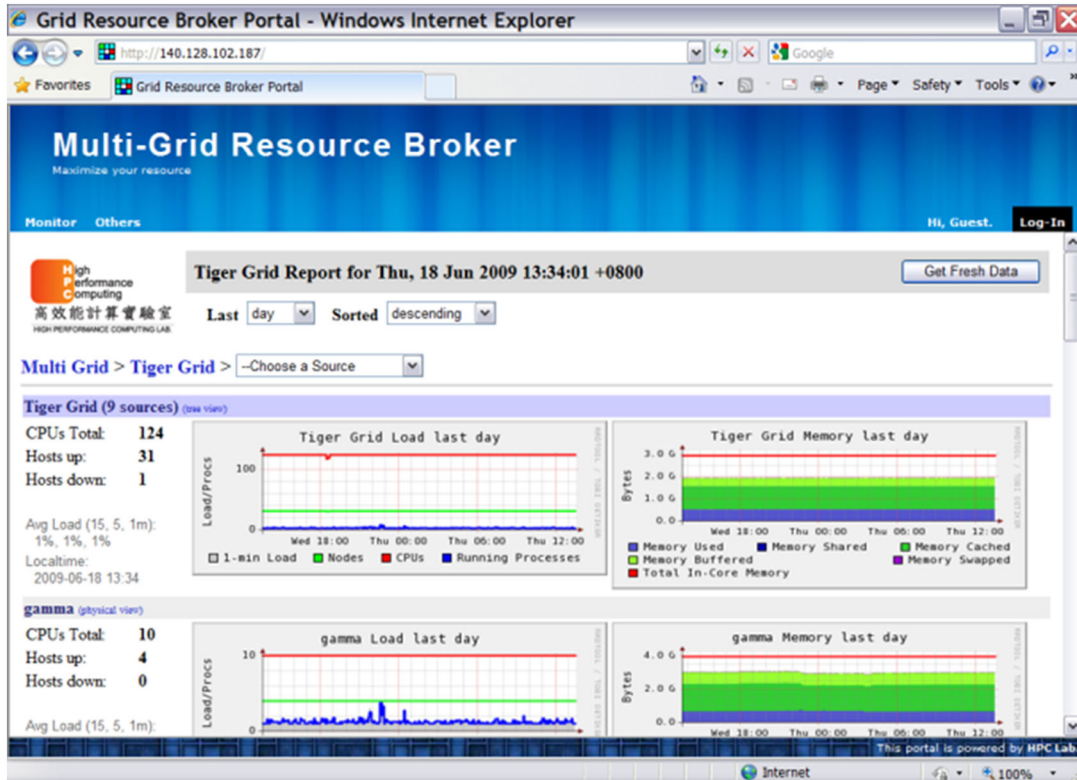 Grid Resource Broker Portal - Windows Internet Explorer
http://140.128.102.187/
Google
Favorites
Grid Resource Broker Portal
Page
Safety
Tools
Multi-Grid Resource Broker
Maximize your resource
Monitor Others
Hi, Guest. Log-In
High
Performance
Computing
高效能計算實驗室
HIGH PERFORMANCE COMPUTING LAB.
Tiger Grid Report for Thu, 18 Jun 2009 13:34:01 +0800
Get Fresh Data
Last day Sorted descending
Multi Grid > Tiger Grid > --Choose a Source
Tiger Grid (9 sources) (tree view)
CPUs Total: 124
Hosts up: 31
Hosts down: 1
Avg Load (15, 5, 1m):
1%, 1%, 1%
Localtime:
2009-06-18 13:34
Tiger Grid Load last day
Load/Procs
100
0
Wed 18:00 Thu 00:00 Thu 06:00 Thu 12:00
1-min Load Nodes CPUs Running Processes
Tiger Grid Memory last day
Bytes
3.0 G
2.0 G
1.0 G
0.0
Wed 18:00 Thu 00:00 Thu 06:00 Thu 12:00
Memory Used Memory Shared Memory Cached
Memory Buffered Memory Swapped
Total In-Core Memory
gamma (physical view)
CPUs Total: 10
Hosts up: 4
Hosts down: 0
Avg Load (15, 5, 1m):
gamma Load last day
Load/Procs
10
0
gamma Memory last day
Bytes
4.0 G
2.0 G
0.0
Wed 18:00 Thu 00:00 Thu 06:00 Thu 12:00
This portal is powered by HPC Lab.
Internet
100%